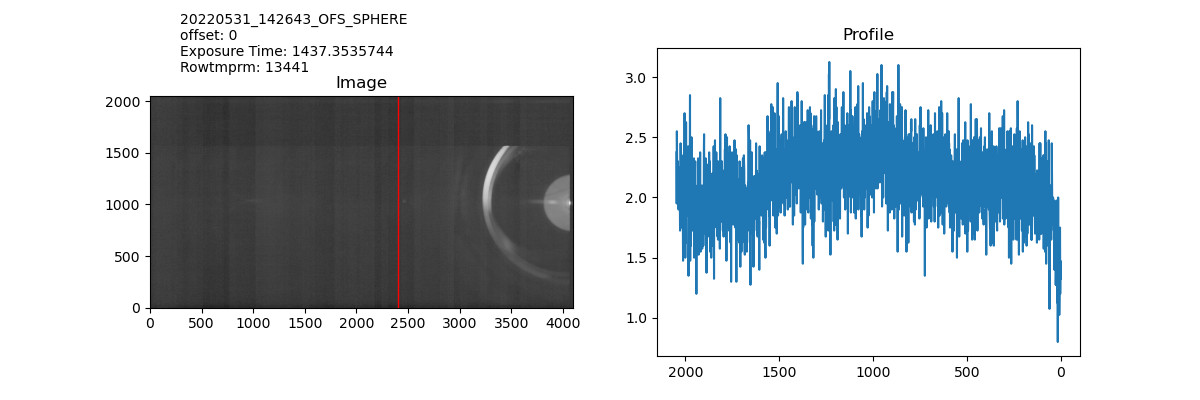 20220531_142643_OFS_SPHERE
offset: 0
Exposure Time: 1437.3535744
Rowtmprm: 13441
Image
2000
1500
1000
500
0
0 500 1000 1500 2000 2500 3000 3500 4000
Profile
3.0
2.5
2.0
1.5
1.0
2000 1500 1000 500 0